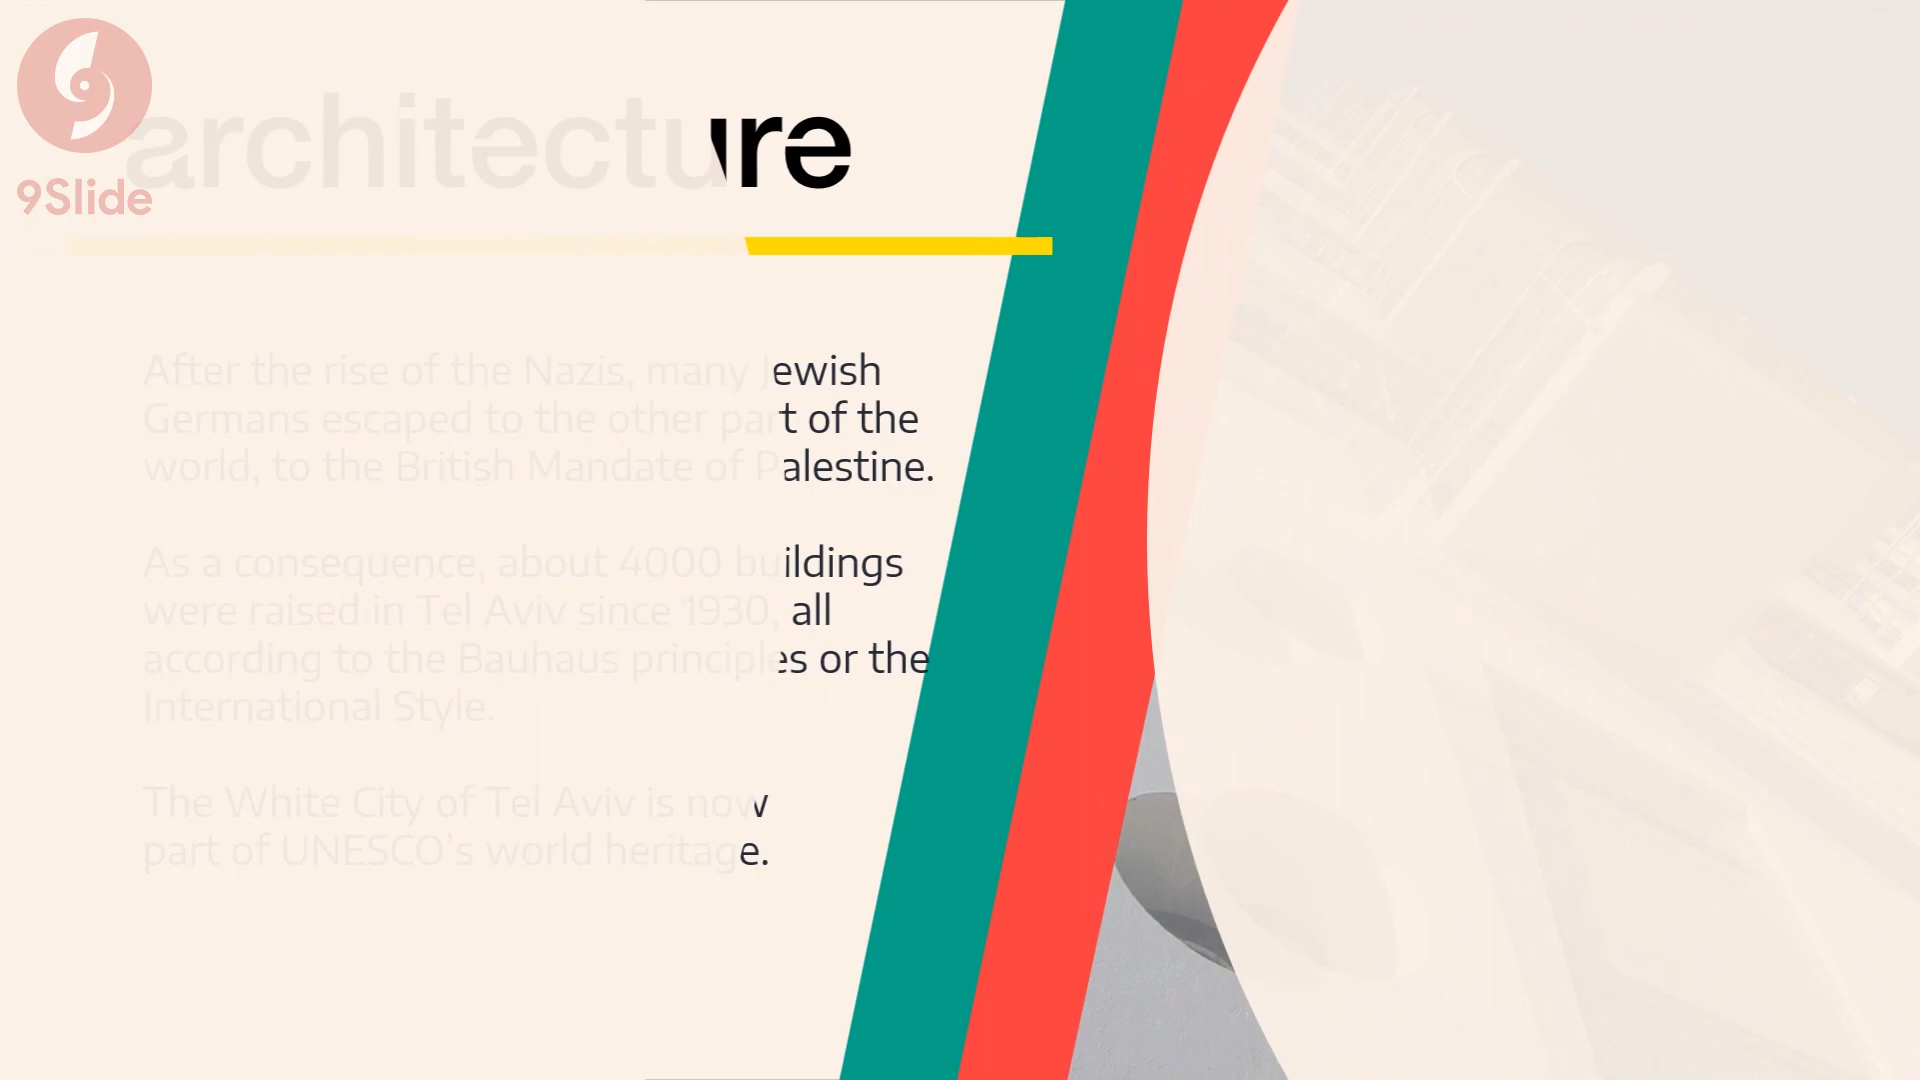 9Slide
architecture
After the rise of the Nazis, many Jewish
Germans escaped to the other part of the
world, to the British Mandate of Palestine.
As a consequence, about 4000 buildings
were raised in Tel Aviv since 1930, all
according to the Bauhaus principles or the
International Style.
The White City of Tel Aviv is now
part of UNESCO’s world heritage.